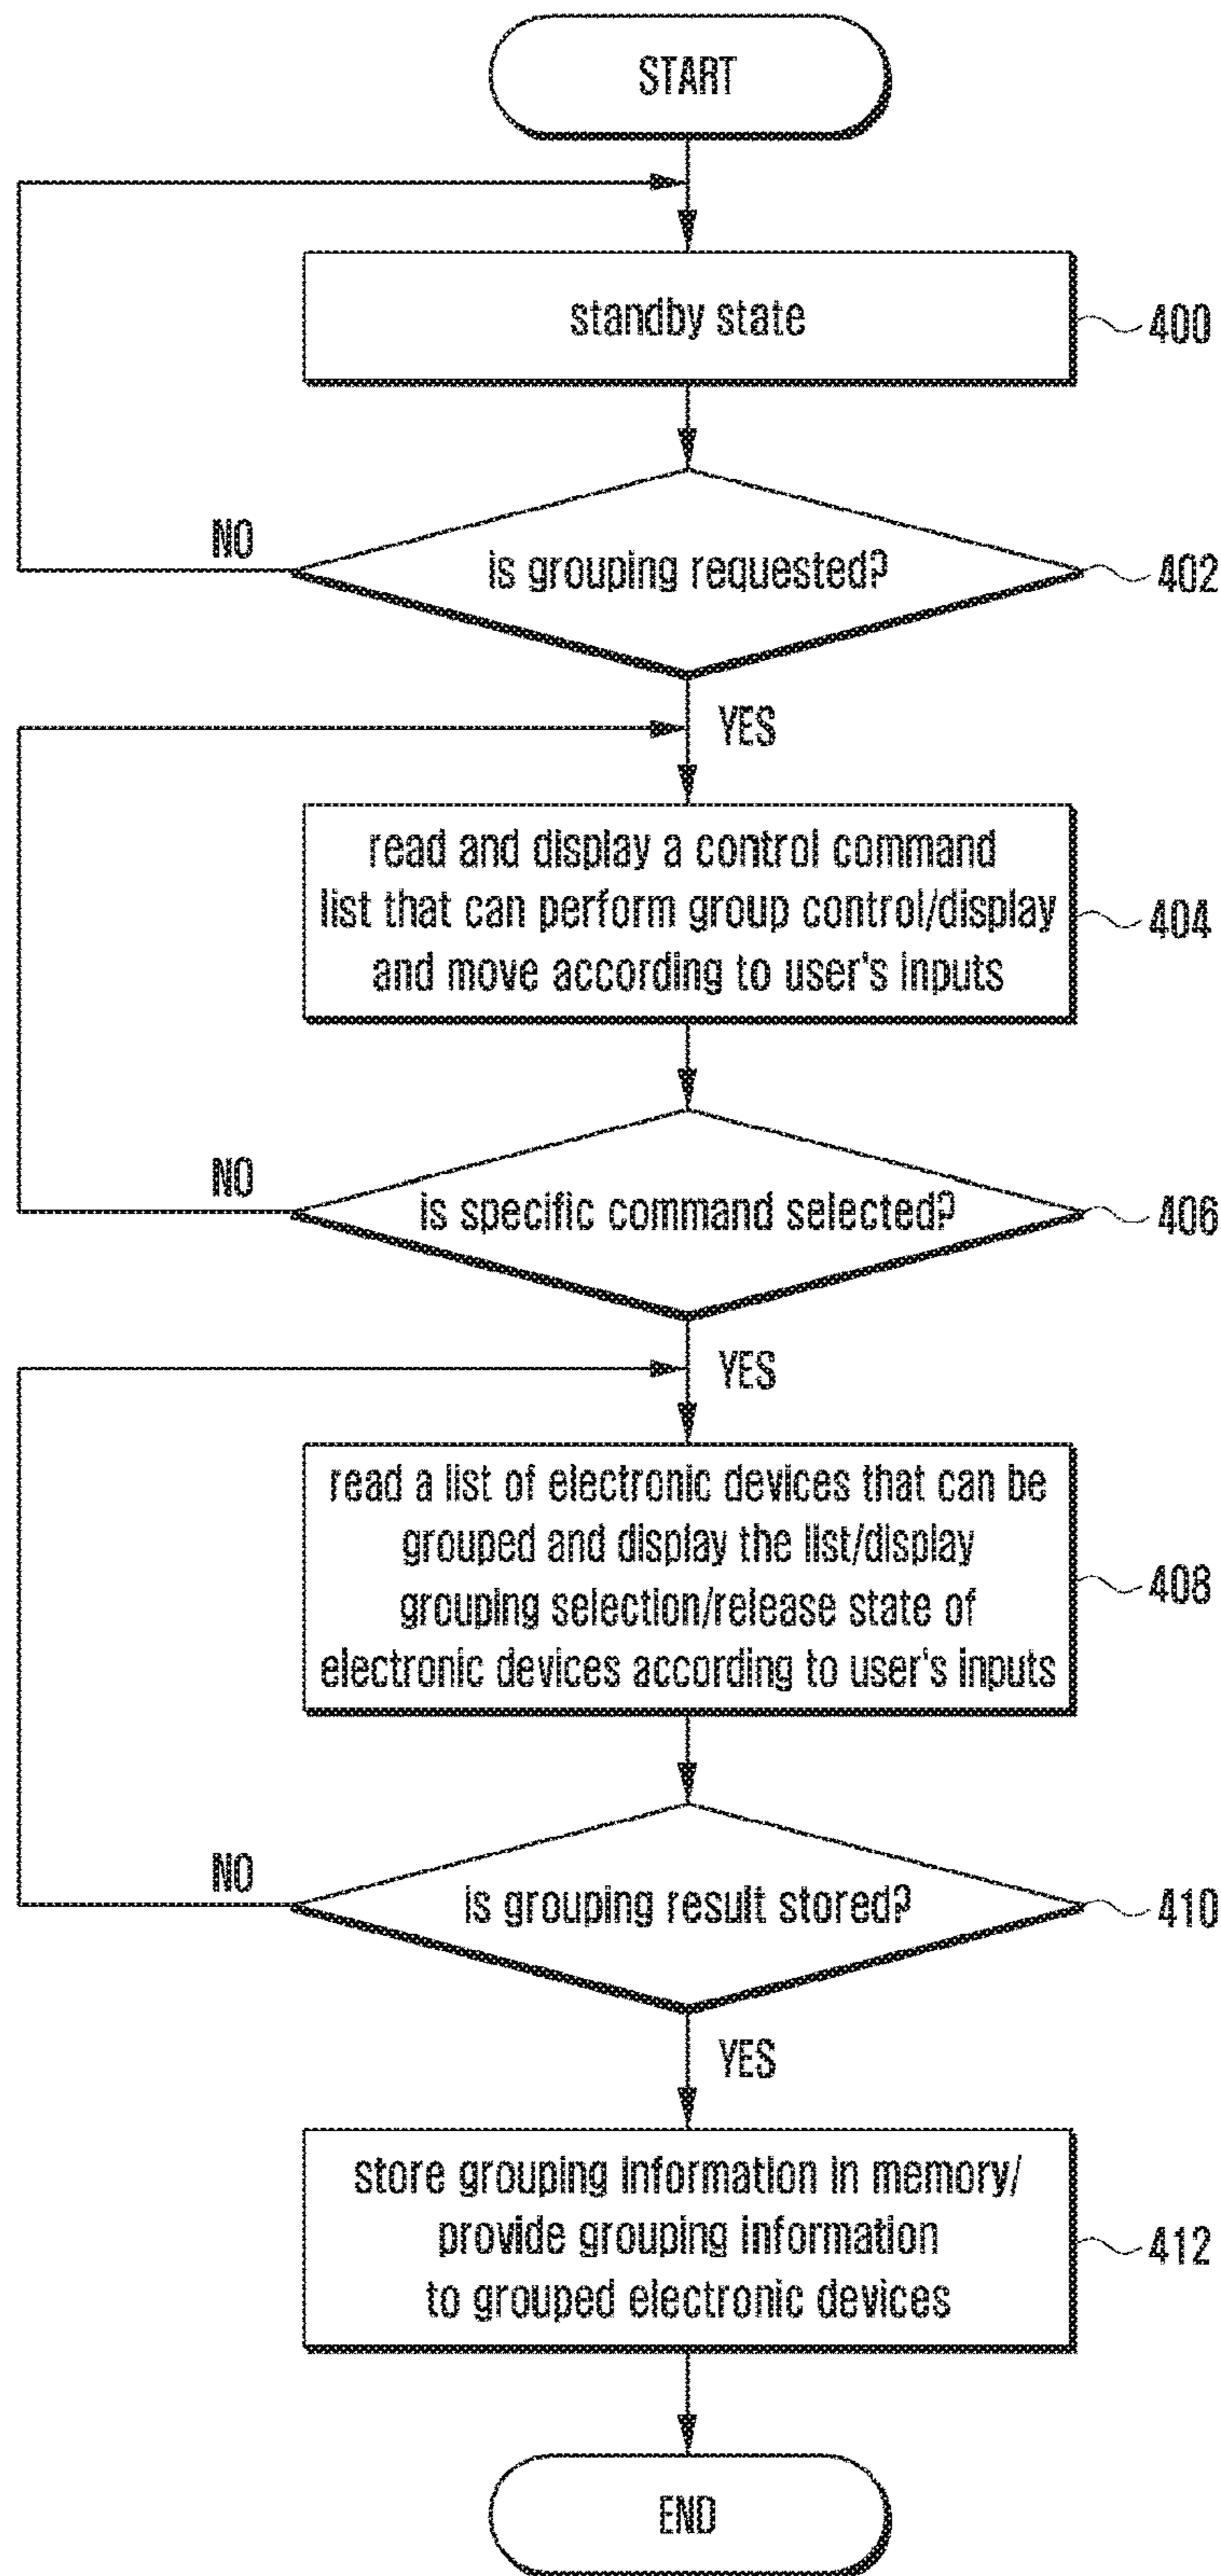 START
standby state
400
NO
is grouping requested?
402
YES
read and display a control command
list that can perform group control/display
and move according to user's inputs
404
NO
is specific command selected?
406
YES
read a list of electronic devices that can be
grouped and display the list/display
grouping selection/release state of
electronic devices according to user's inputs
408
NO
is grouping result stored?
410
YES
store grouping information in memory/
provide grouping information
to grouped electronic devices
412
END